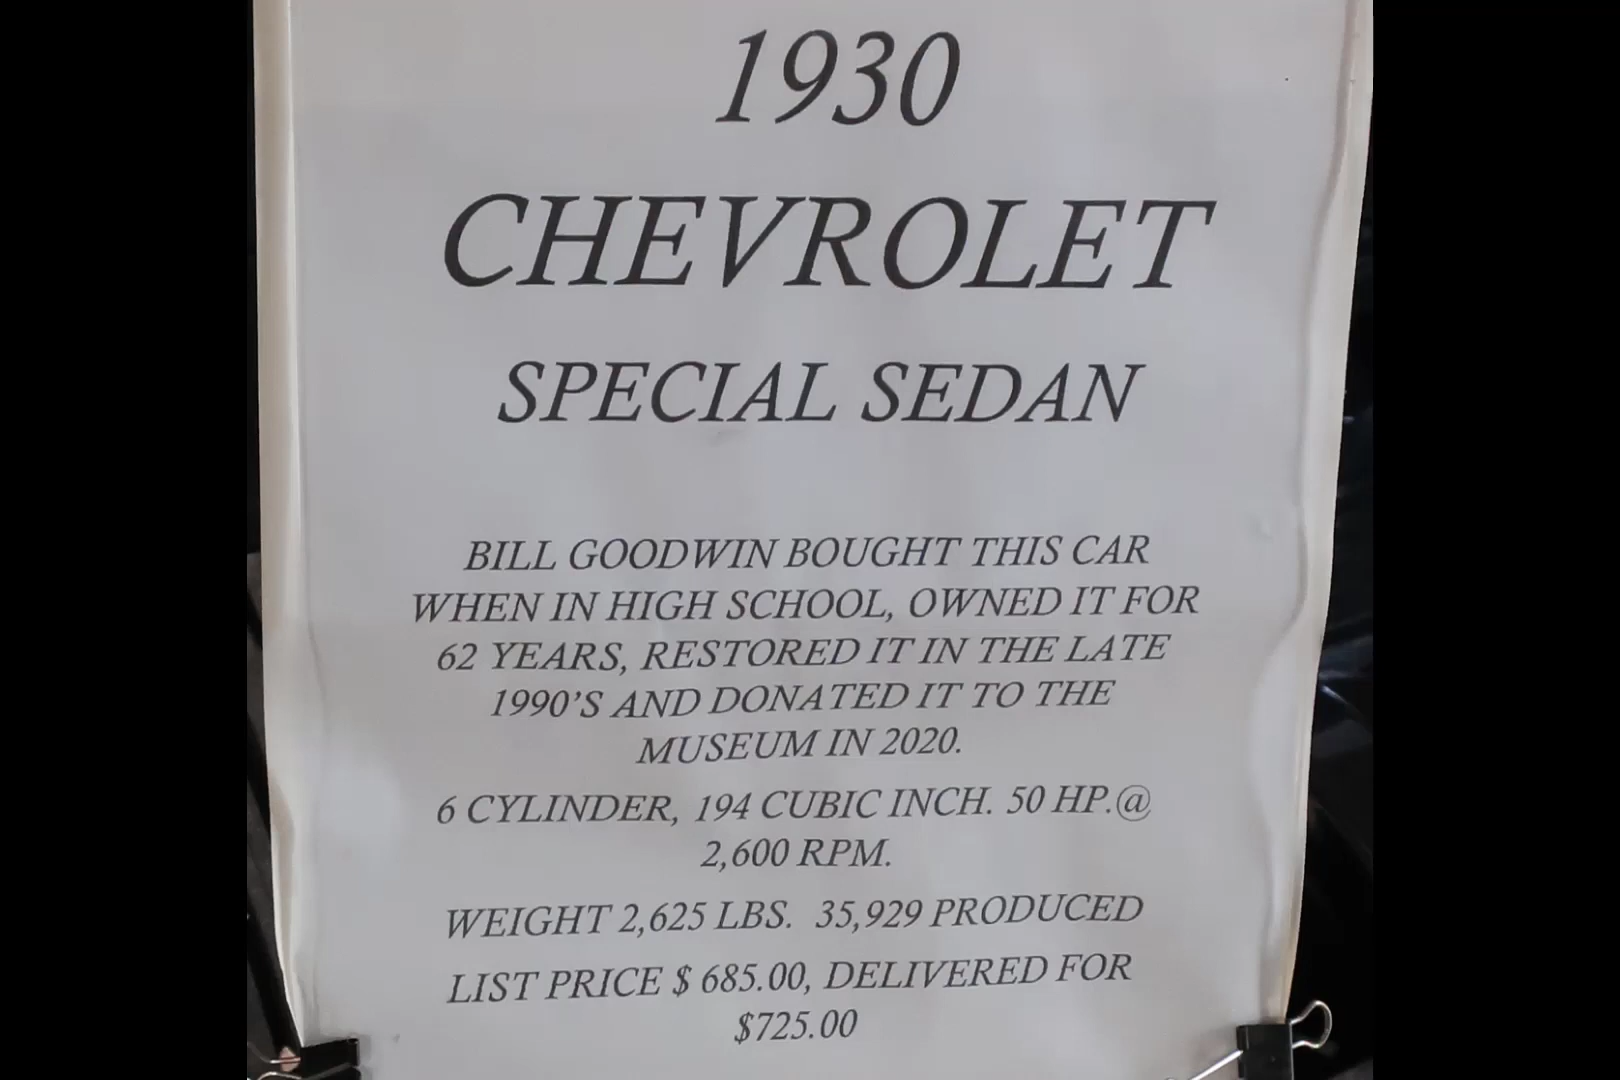 1930
CHEVROLET
SPECIAL SEDAN
BILL GOODWIN BOUGHT THIS CAR
WHEN IN HIGH SCHOOL, OWNED IT FOR
62 YEARS, RESTORED IT IN THE LATE
1990'S AND DONATED IT TO THE
MUSEUM IN 2020.
6 CYLINDER, 194 CUBIC INCH. 50 HP.@
2,600 RPM.
WEIGHT 2,625 LBS. 35,929 PRODUCED
LIST PRICE $ 685.00, DELIVERED FOR
$725.00